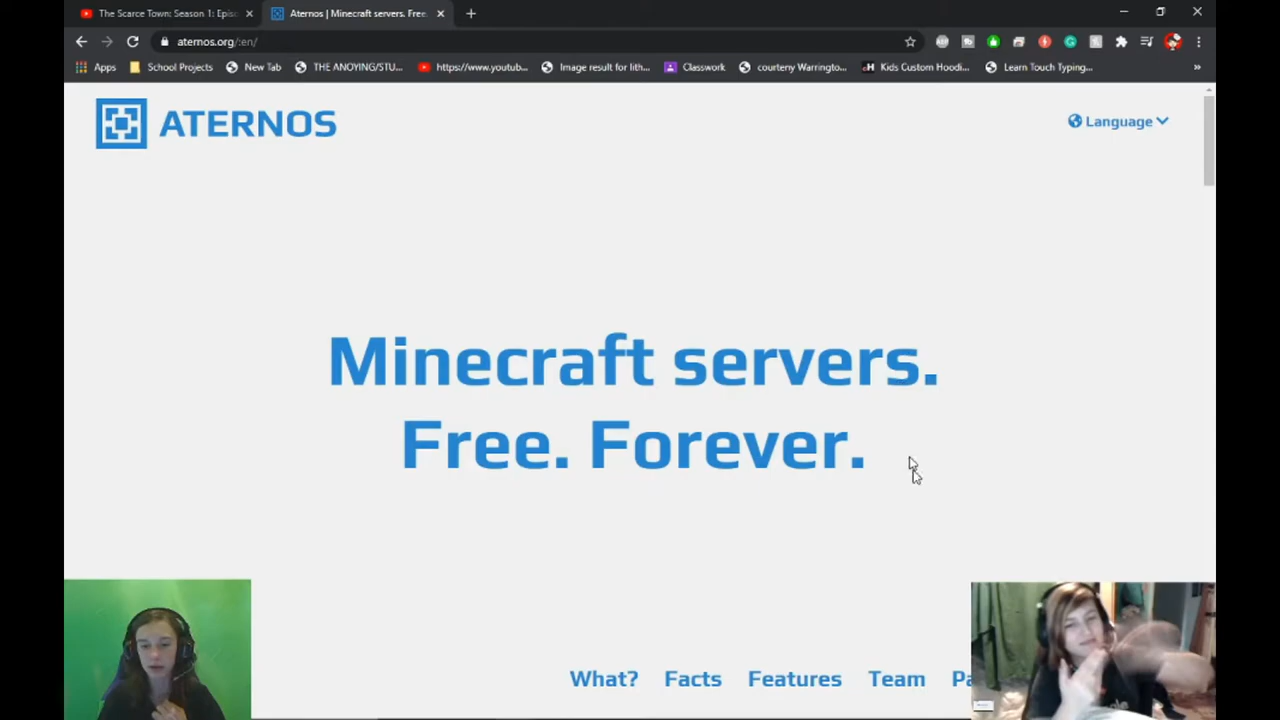 The Scarce Town: Season 1: Epis
Aternos | Minecraft servers. Free.
aternos.org/:en/
Apps
School Projects
New Tab
THE ANOYING/STU...
https://www.youtub...
Image result for lith...
Classwork
courteny Warringto...
Kids Custom Hoodi...
Learn Touch Typing...
»
ATERNOS
Language
Minecraft servers.
Free. Forever.
What? Facts Features Team